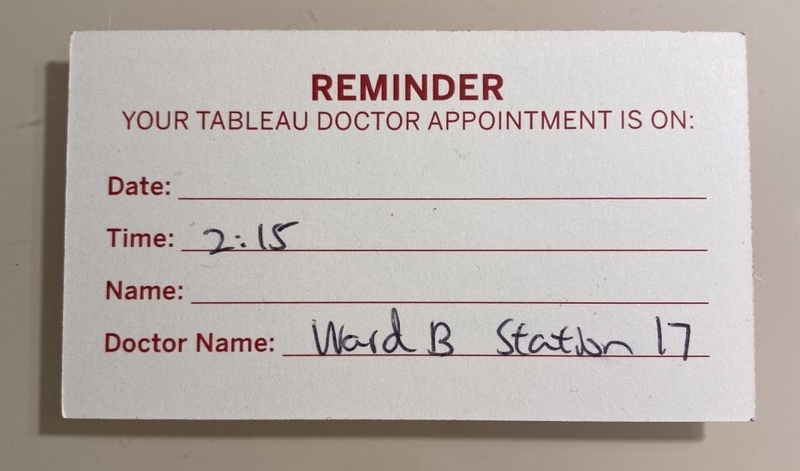 REMINDER
YOUR TABLEAU DOCTOR APPOINTMENT IS ON:
Date:
Time: 2:15
Name:
Doctor Name: Ward B Station 17